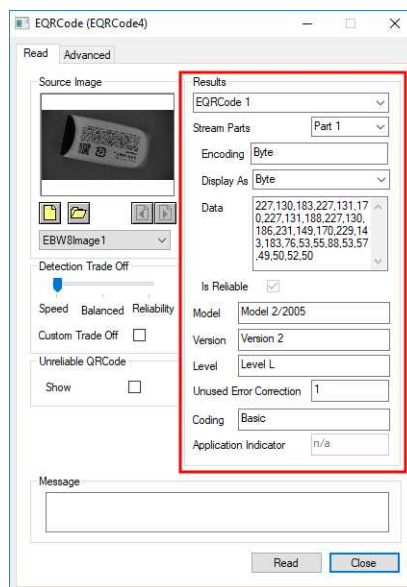 EQRCode (EQRCode4)
Read
Advanced
Source Image
EBW8Image1
Detection Trade Off
Speed Balanced Reliability
Custom Trade Off
Unreliable QRCode
Show
Results
EQRCode 1
Stream Parts Part 1
Encoding Byte
Display As Byte
Data 227,130,183,227,131,17
0,227,131,188,227,130,
186,231,149,170,229,14
3,183,76,53,55,88,53,57
,49,50,52,50
Is Reliable
Model Model 2/2005
Version Version 2
Level Level L
Unused Error Correction 1
Coding Basic
Application Indicator n/a
Message
Read Close